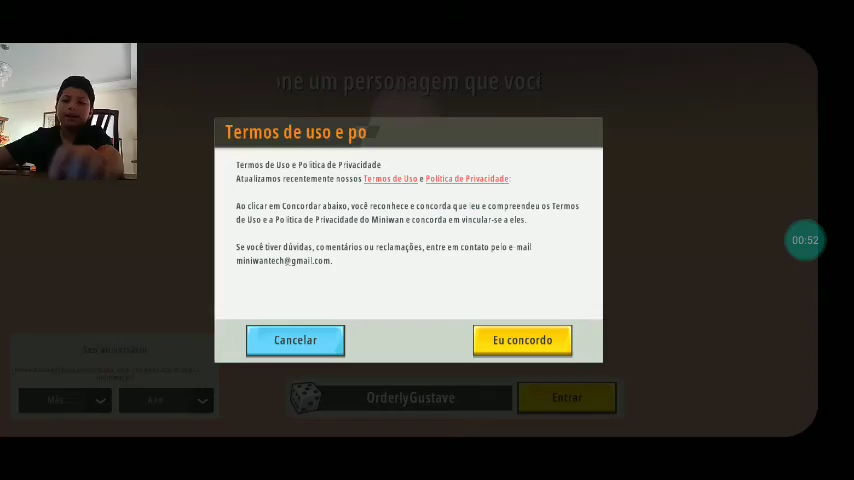 ne um personagem que você
Termos de uso e po
Termos de Uso e Política de Privacidade
Atualizamos recentemente nossos Termos de Uso e Política de Privacidade:
Ao clicar em Concordar abaixo, você reconhece e concorda que leu e compreendeu os Termos
de Uso e a Política de Privacidade do Miniwan e concorda em vincular-se a eles.
Se você tiver dúvidas, comentários ou reclamações, entre em contato pelo e-mail
miniwantech@gmail.com.
Cancelar
Eu concordo
00:52
Seu aniversário
Mês
Ano
OrderlyGustave
Entrar